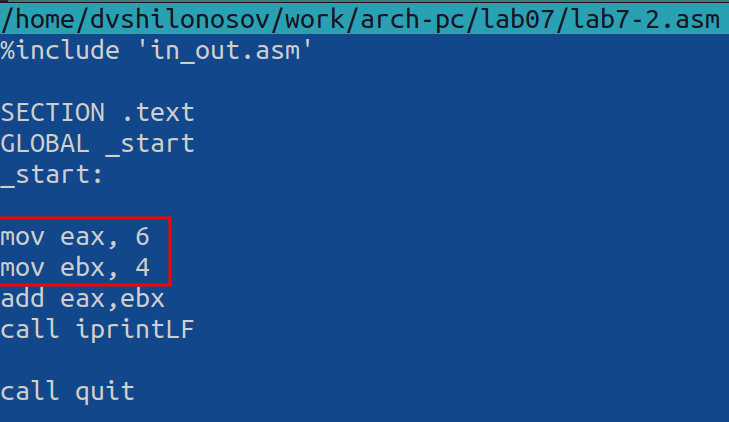 /home/dvshilonosov/work/arch-pc/lab07/lab7-2.asm
%include 'in_out.asm'
SECTION .text
GLOBAL _start
_start:
mov eax, 6
mov ebx, 4
add eax,ebx
call iprintLF
call quit